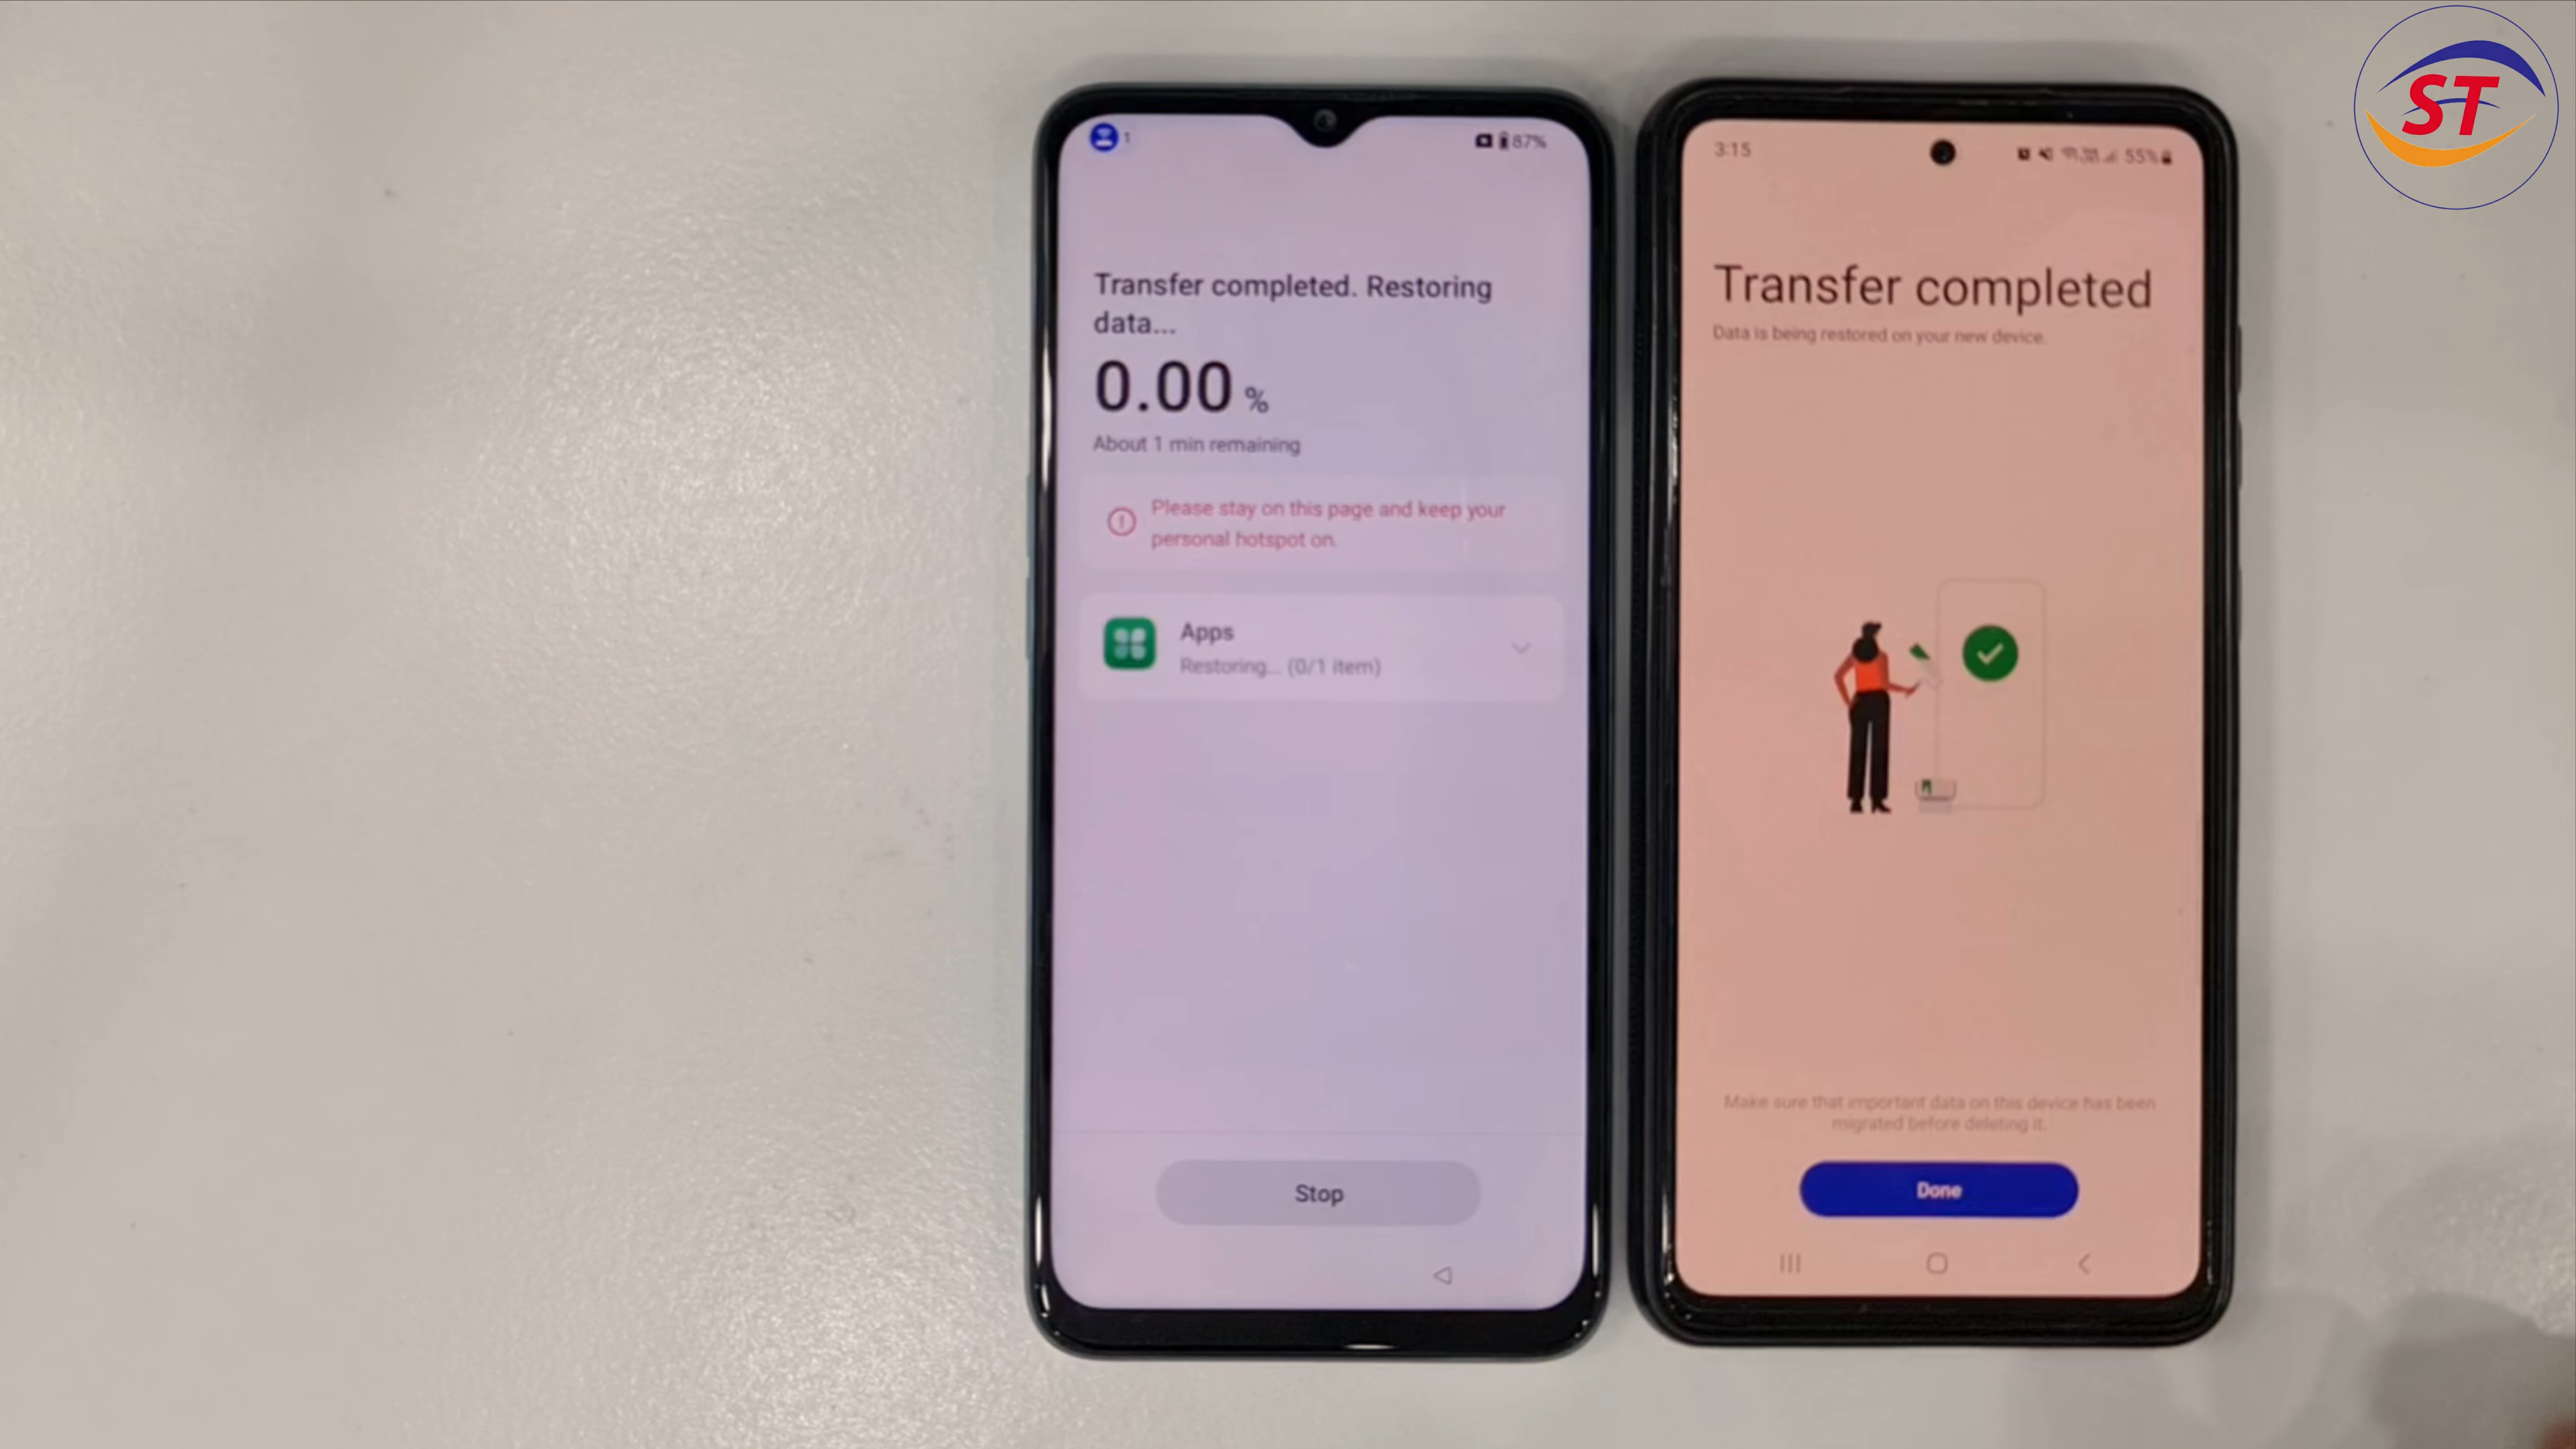 ST
1
87%
Transfer completed. Restoring
data...
0.00 %
About 1 min remaining
Please stay on this page and keep your
personal hotspot on.
Apps
Restoring... (0/1 item)
Stop
3:15
55%
Transfer completed
Data is being restored on your new device.
Make sure that important data on this device has been
migrated before deleting it.
Done